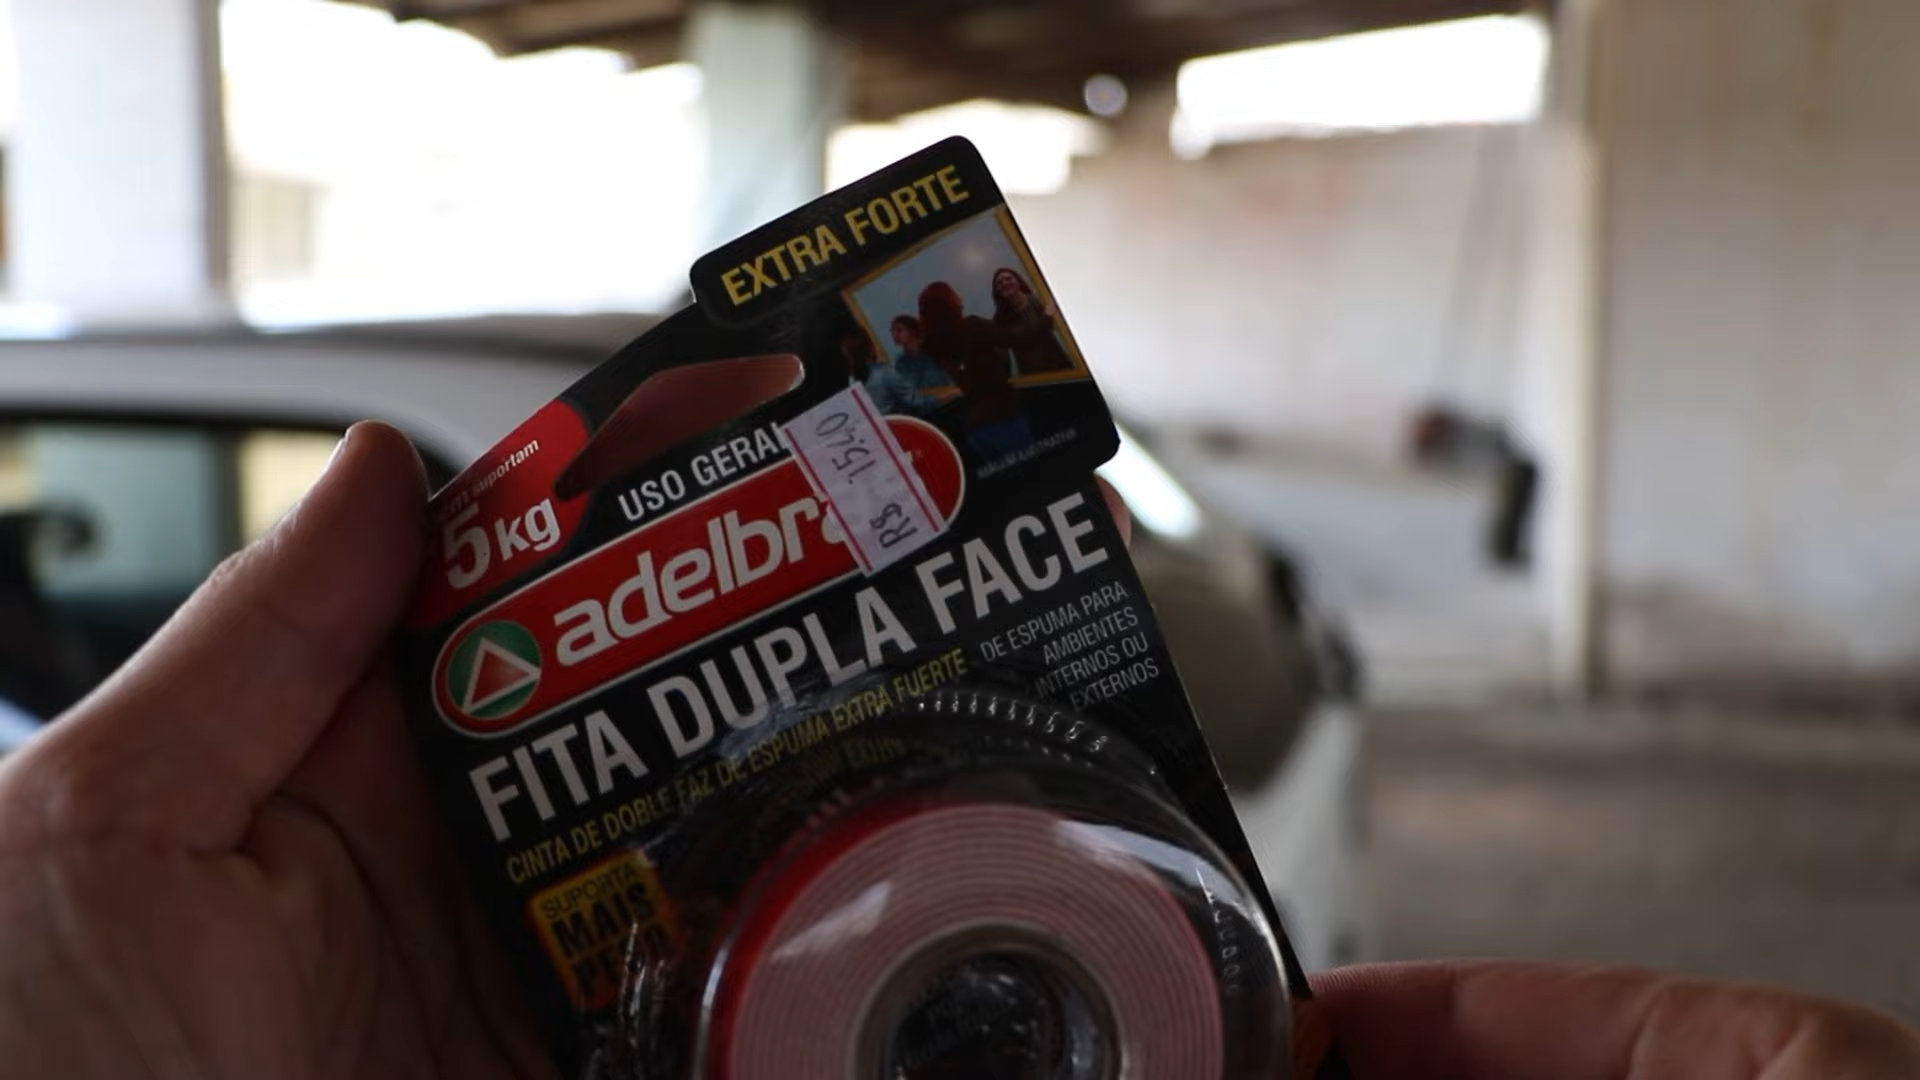 EXTRA FORTE
suportam
5kg
USO GERAL
adelbr
R$ 15,40
FITA DUPLA FACE
DE ESPUMA PARA
AMBIENTES
INTERNOS OU
EXTERNOS
CINTA DE DOBLE FAZ DE ESPUMA EXTRA FUERTE
SUPORTA
MAIS
PESO